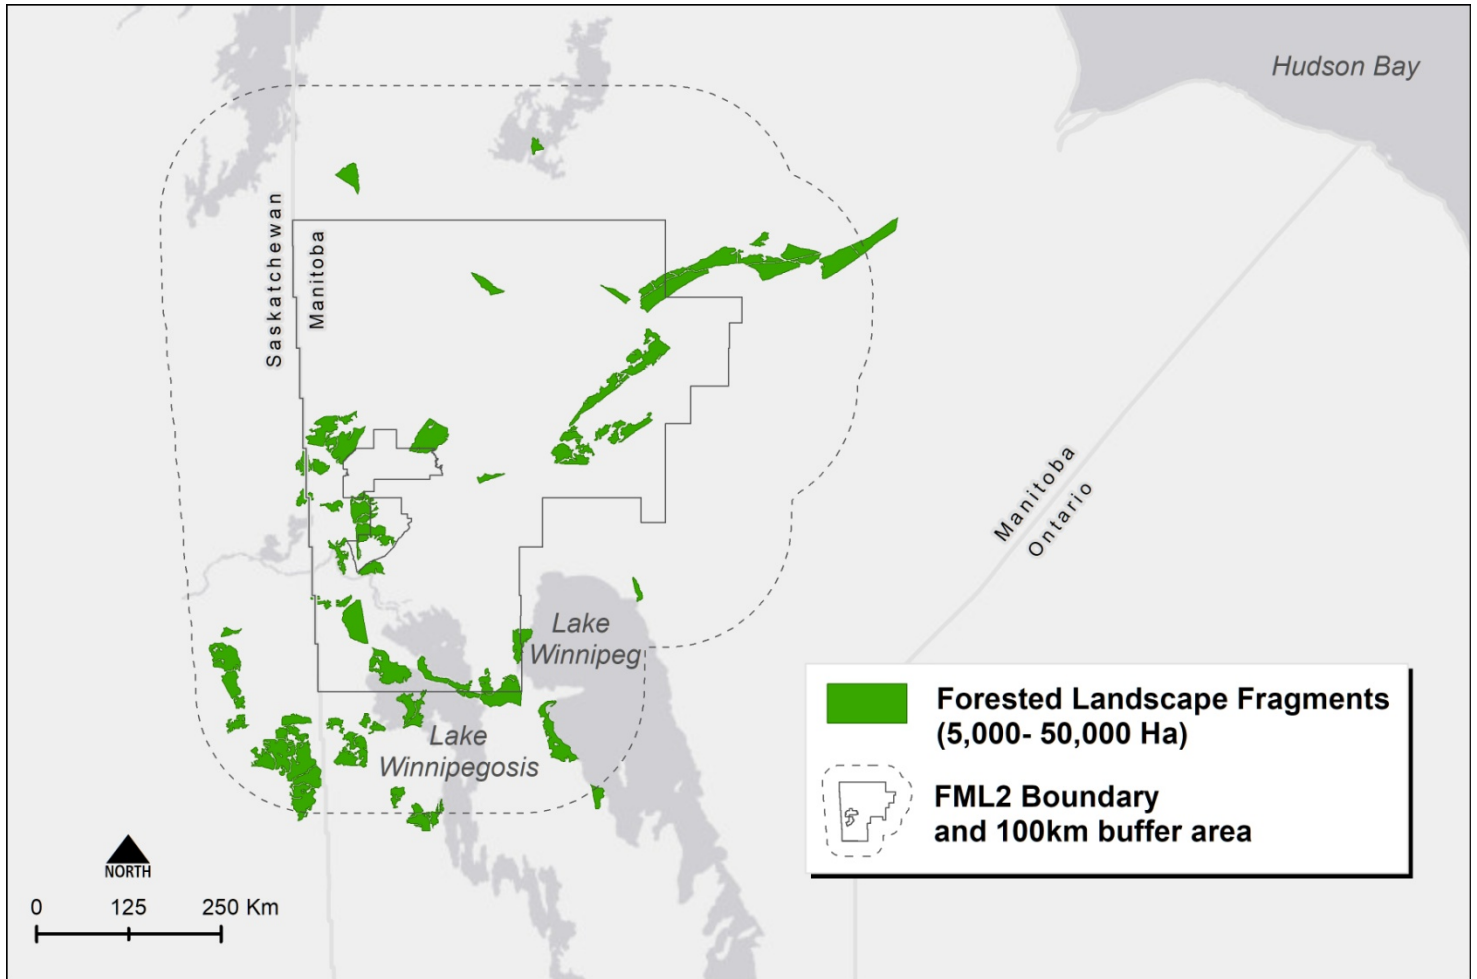 Hudson Bay
Saskatchewan
Manitoba
Manitoba
Ontario
Lake
Winnipeg
Lake
Winnipegosis
Forested Landscape Fragments
(5,000- 50,000 Ha)
FML2 Boundary
and 100km buffer area
NORTH
0 125 250 Km